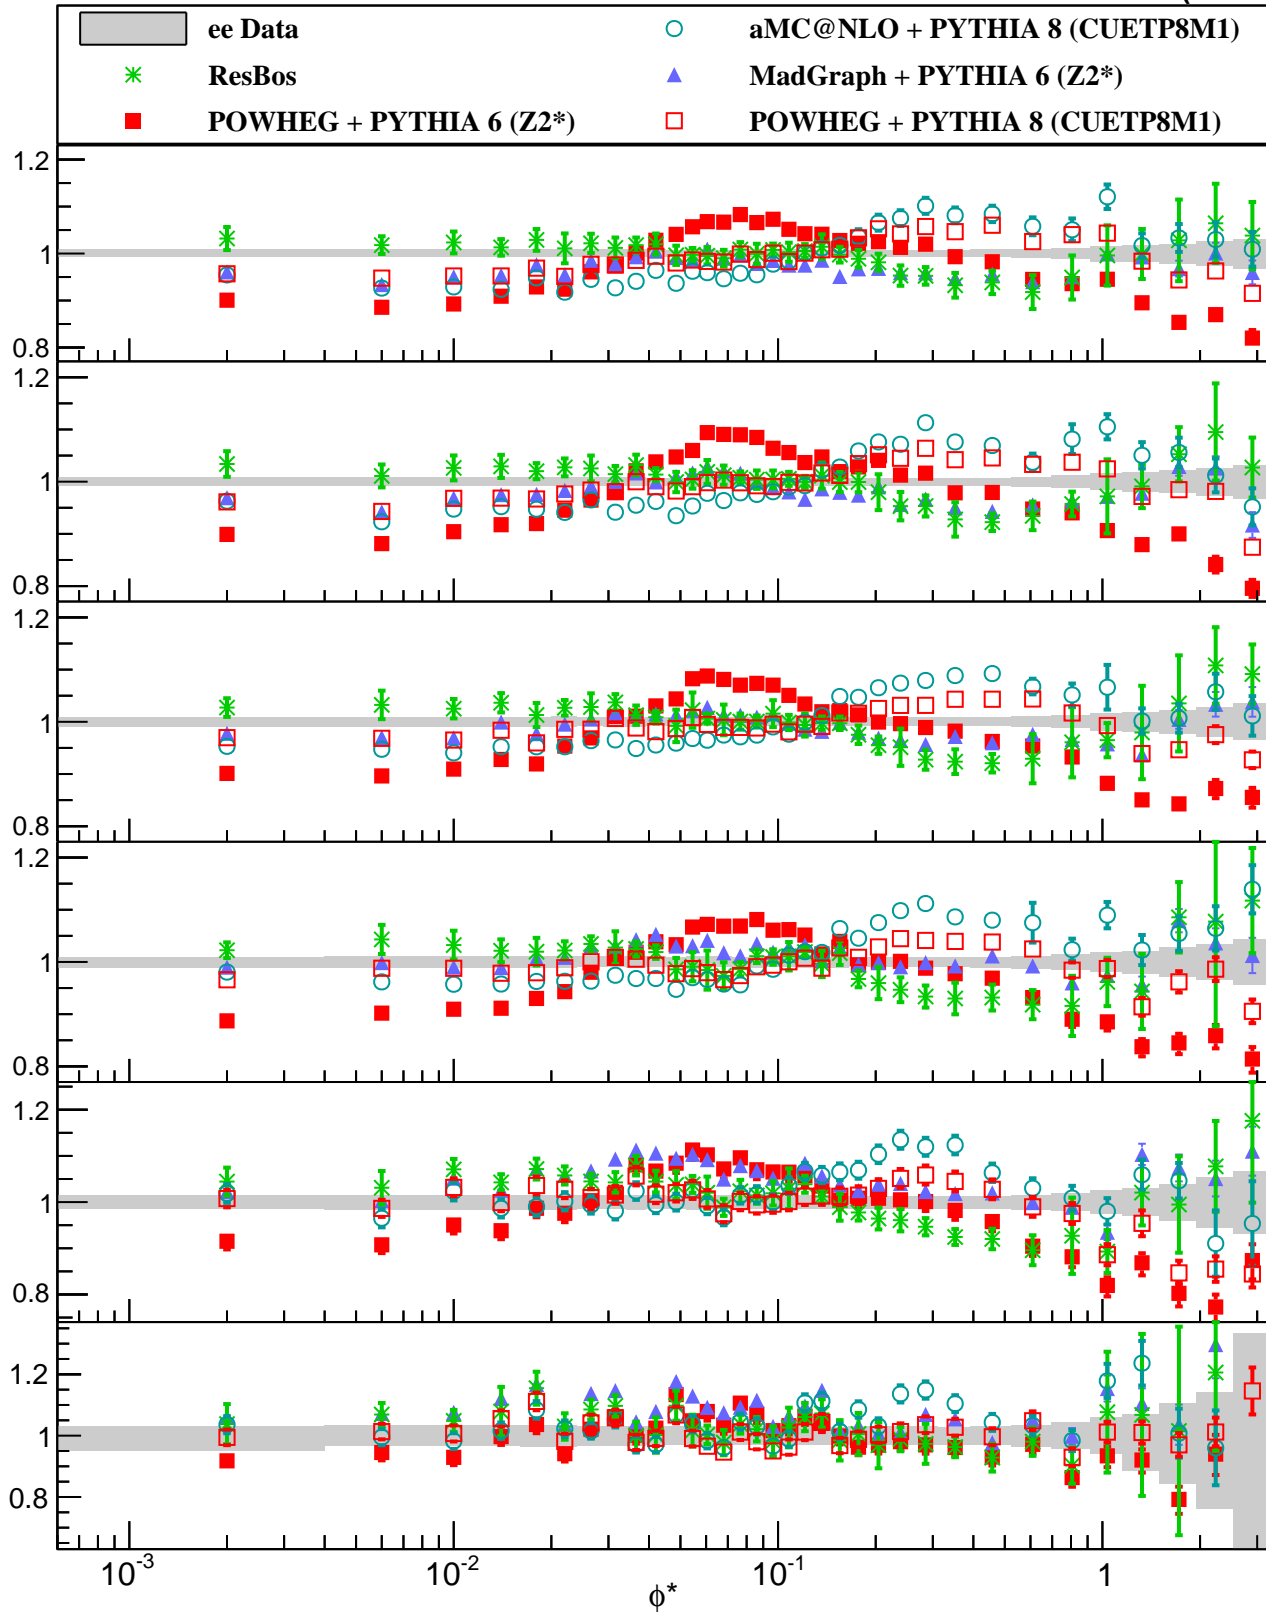 ee Data
aMC@NLO + PYTHIA 8 (CUETP8M1)
ResBos
MadGraph + PYTHIA 6 (Z2*)
POWHEG + PYTHIA 6 (Z2*)
POWHEG + PYTHIA 8 (CUETP8M1)
1.2
1
0.8
1.2
1
0.8
1.2
1
0.8
1.2
1
0.8
1.2
1
0.8
1.2
1
0.8
10⁻³ 10⁻² 10⁻¹ 1
ϕ*